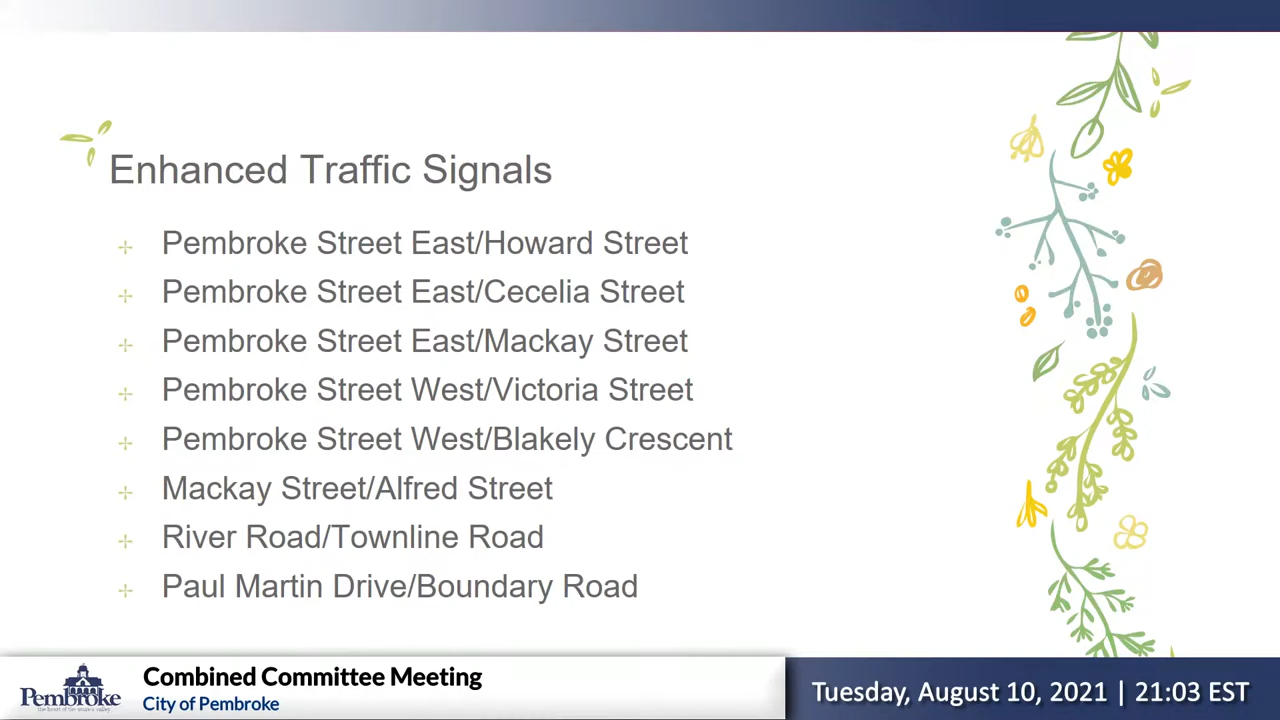 Enhanced Traffic Signals
Pembroke Street East/Howard Street
Pembroke Street East/Cecelia Street
Pembroke Street East/Mackay Street
Pembroke Street West/Victoria Street
Pembroke Street West/Blakely Crescent
Mackay Street/Alfred Street
River Road/Townline Road
Paul Martin Drive/Boundary Road
Pembroke
Combined Committee Meeting
City of Pembroke
Tuesday, August 10, 2021 | 21:03 EST